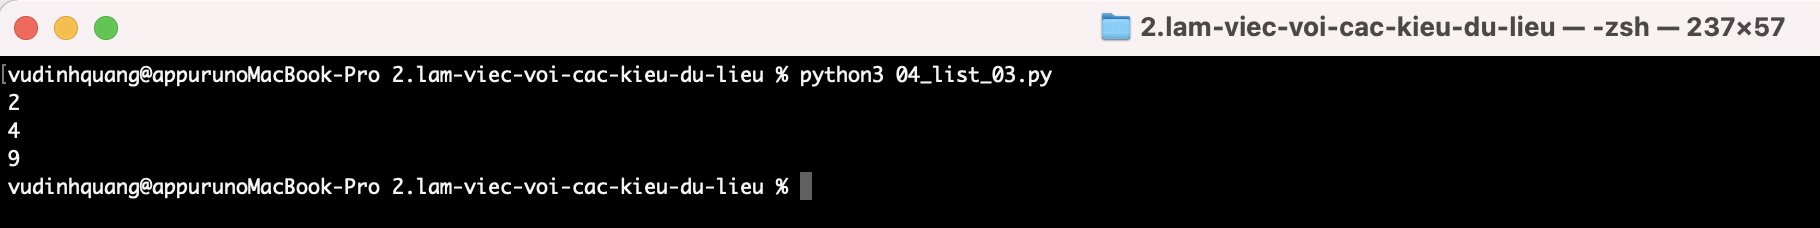 2.lam-viec-voi-cac-kieu-du-lieu — -zsh — 237×57
[vudinhquang@appurunoMacBook-Pro 2.lam-viec-voi-cac-kieu-du-lieu % python3 04_list_03.py
2
4
9
vudinhquang@appurunoMacBook-Pro 2.lam-viec-voi-cac-kieu-du-lieu %